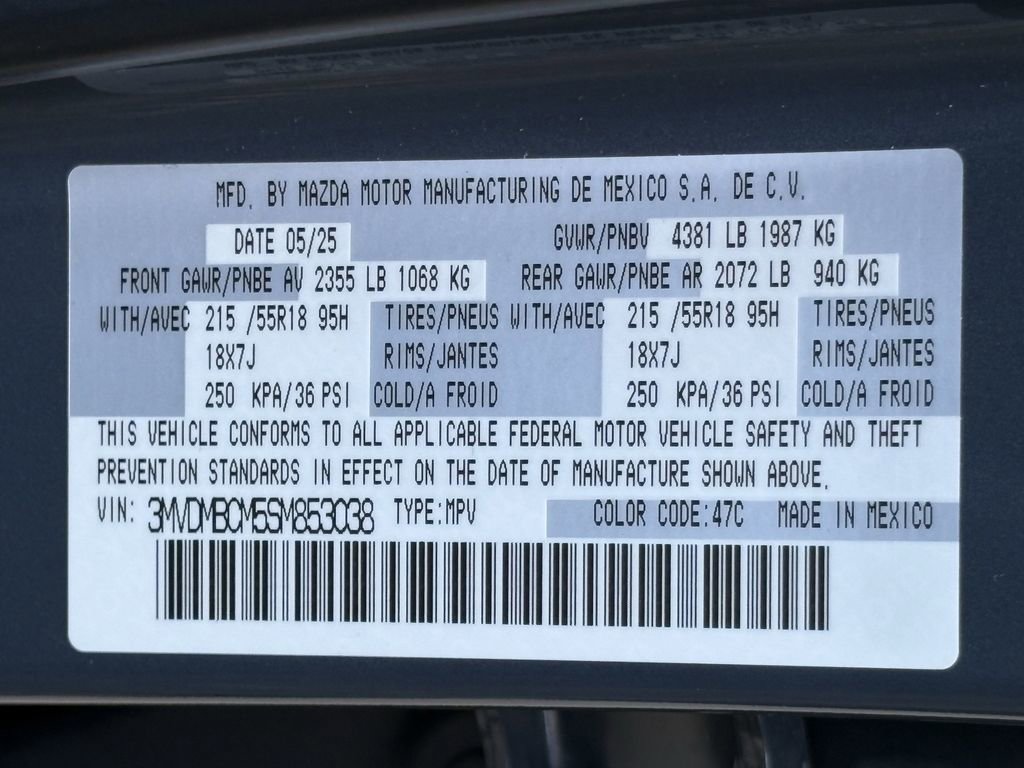 MFD. BY MAZDA MOTOR MANUFACTURING DE MEXICO S.A. DE C.V.
DATE 05/25 GVWR/PNBV 4381 LB 1987 KG
FRONT GAWR/PNBE AV 2355 LB 1068 KG REAR GAWR/PNBE AR 2072 LB 940 KG
WITH/AVEC 215 /55R18 95H TIRES/PNEUS WITH/AVEC 215 /55R18 95H TIRES/PNEUS
18X7J RIMS/JANTES 18X7J RIMS/JANTES
250 KPA/36 PSI COLD/A FROID 250 KPA/36 PSI COLD/A FROID
THIS VEHICLE CONFORMS TO ALL APPLICABLE FEDERAL MOTOR VEHICLE SAFETY AND THEFT
PREVENTION STANDARDS IN EFFECT ON THE DATE OF MANUFACTURE SHOWN ABOVE.
VIN: 3MVDMBCM5SM853038 TYPE:MPV COLOR CODE:47C MADE IN MEXICO